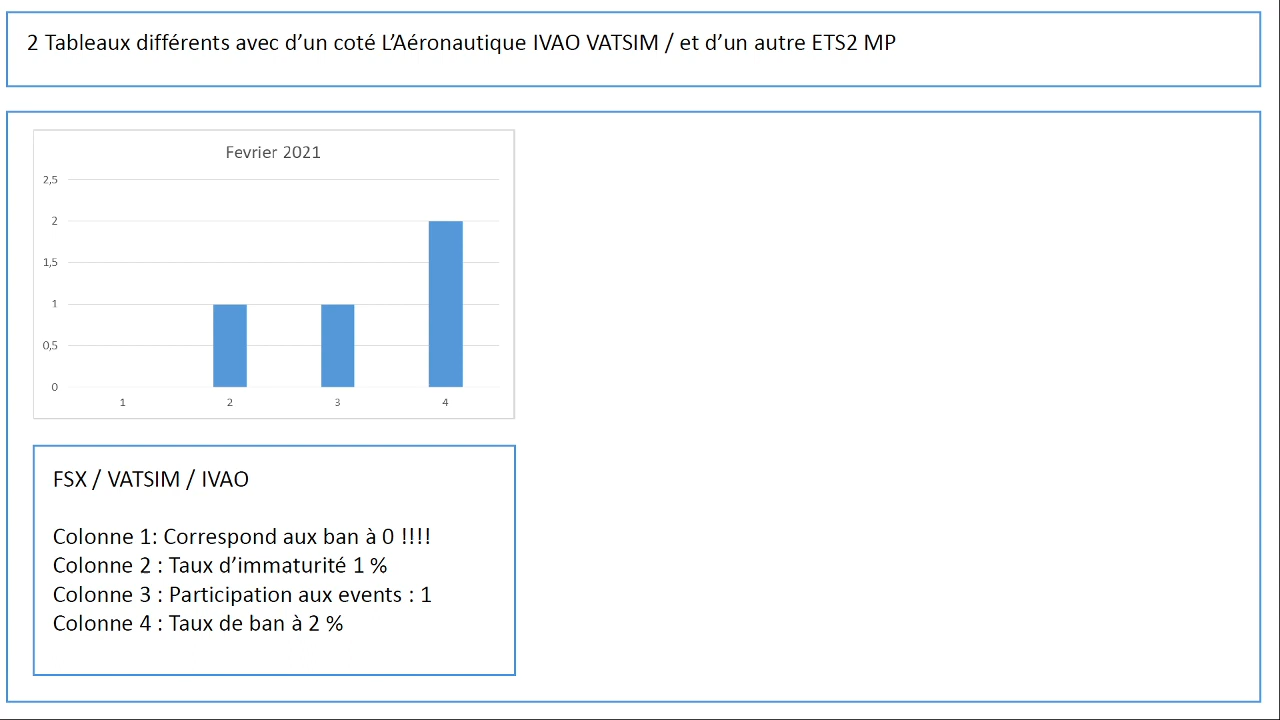 2 Tableaux différents avec d’un coté L’Aéronautique IVAO VATSIM / et d’un autre ETS2 MP
Fevrier 2021
2,5
2
1,5
1
0,5
0
1 2 3 4
FSX / VATSIM / IVAO
Colonne 1: Correspond aux ban à 0 !!!!
Colonne 2 : Taux d’immaturité 1 %
Colonne 3 : Participation aux events : 1
Colonne 4 : Taux de ban à 2 %